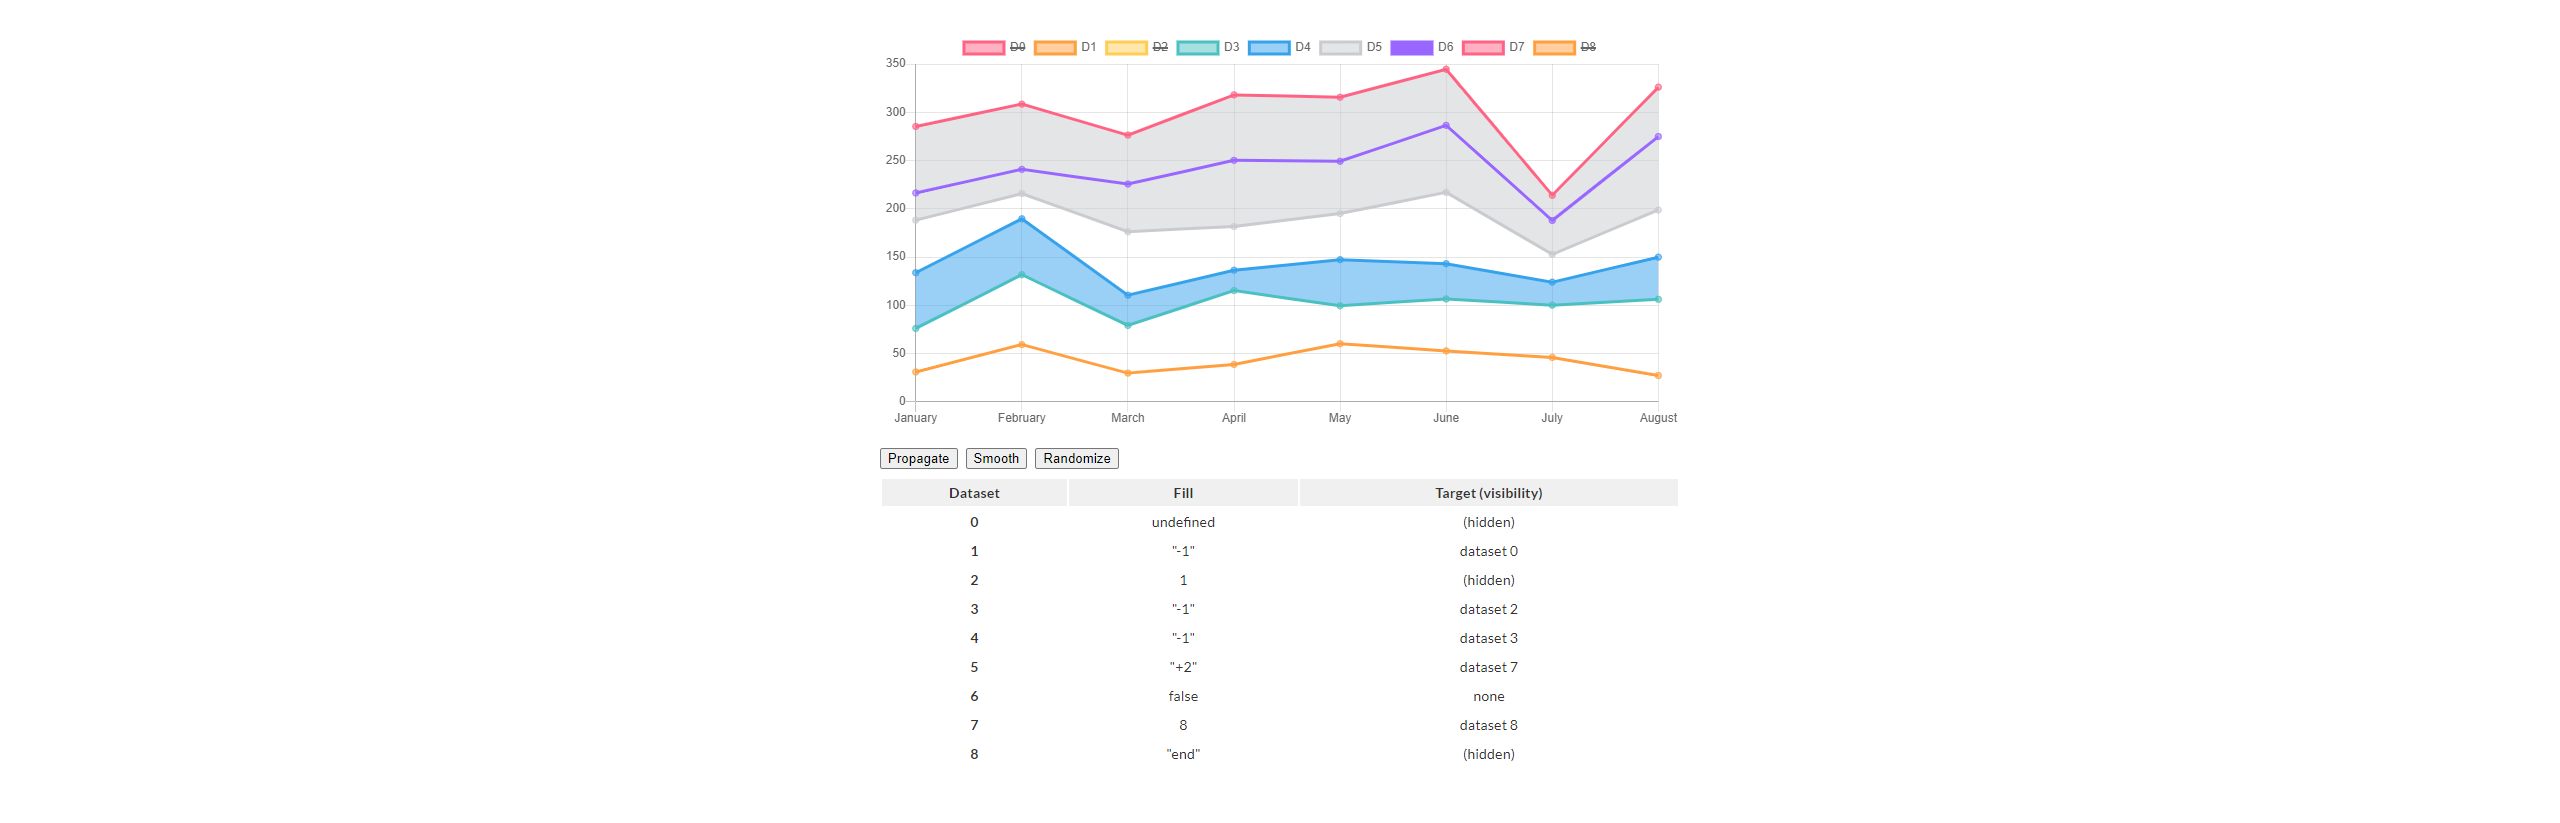 D0 D1 D2 D3 D4 D5 D6 D7 D8
350
300
250
200
150
100
50
0
January February March April May June July August
Propagate Smooth Randomize
Dataset Fill Target (visibility)
0 undefined (hidden)
1 "-1" dataset 0
2 1 (hidden)
3 "-1" dataset 2
4 "-1" dataset 3
5 "+2" dataset 7
6 false none
7 8 dataset 8
8 "end" (hidden)